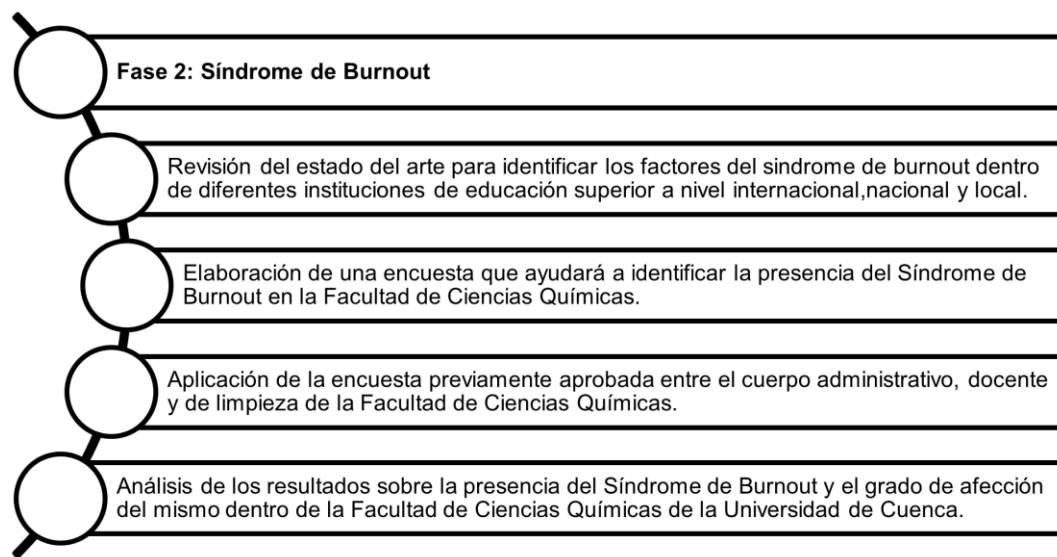 Fase 2: Síndrome de Burnout
Revisión del estado del arte para identificar los factores del sindrome de burnout dentro
de diferentes instituciones de educación superior a nivel internacional,nacional y local.
Elaboración de una encuesta que ayudará a identificar la presencia del Síndrome de
Burnout en la Facultad de Ciencias Químicas.
Aplicación de la encuesta previamente aprobada entre el cuerpo administrativo, docente
y de limpieza de la Facultad de Ciencias Químicas.
Análisis de los resultados sobre la presencia del Síndrome de Burnout y el grado de afección
del mismo dentro de la Facultad de Ciencias Químicas de la Universidad de Cuenca.